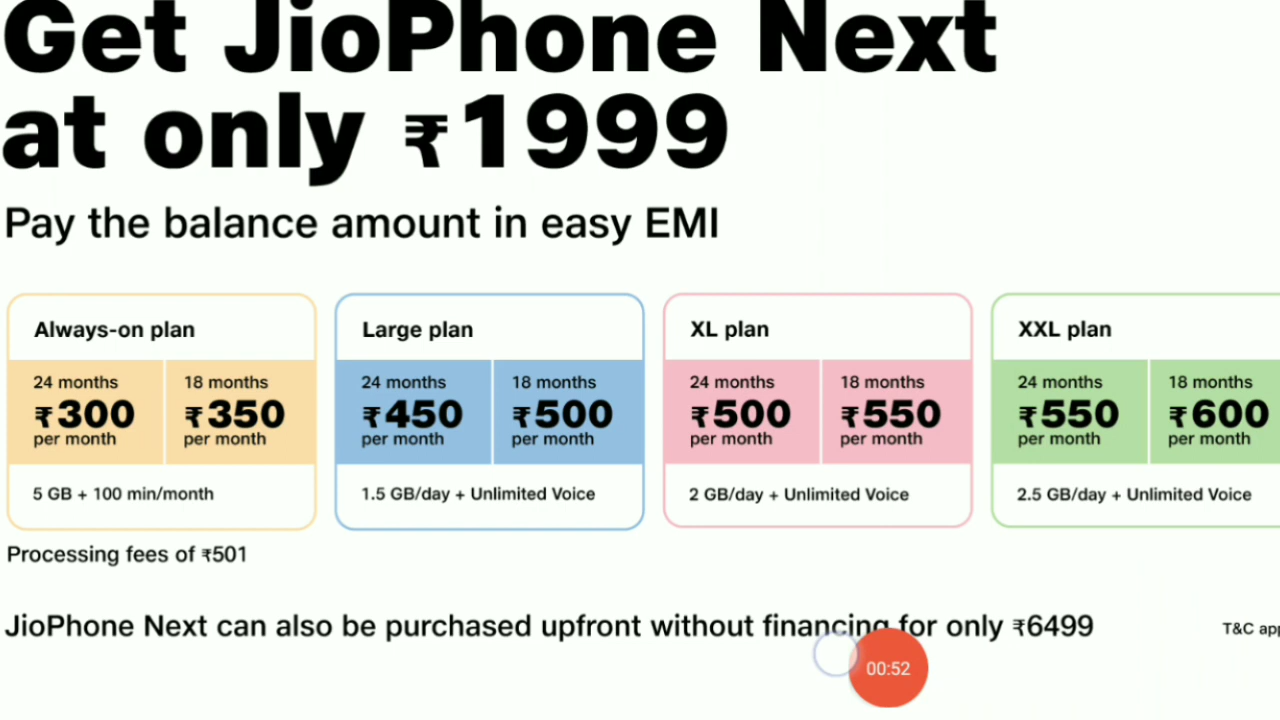 Get JioPhone Next
at only ₹1999
Pay the balance amount in easy EMI
Always-on plan
24 months
₹300
per month
18 months
₹350
per month
5 GB + 100 min/month
Large plan
24 months
₹450
per month
18 months
₹500
per month
1.5 GB/day + Unlimited Voice
XL plan
24 months
₹500
per month
18 months
₹550
per month
2 GB/day + Unlimited Voice
XXL plan
24 months
₹550
per month
18 months
₹600
per month
2.5 GB/day + Unlimited Voice
Processing fees of ₹501
JioPhone Next can also be purchased upfront without financing for only ₹6499
T&C app
00:52